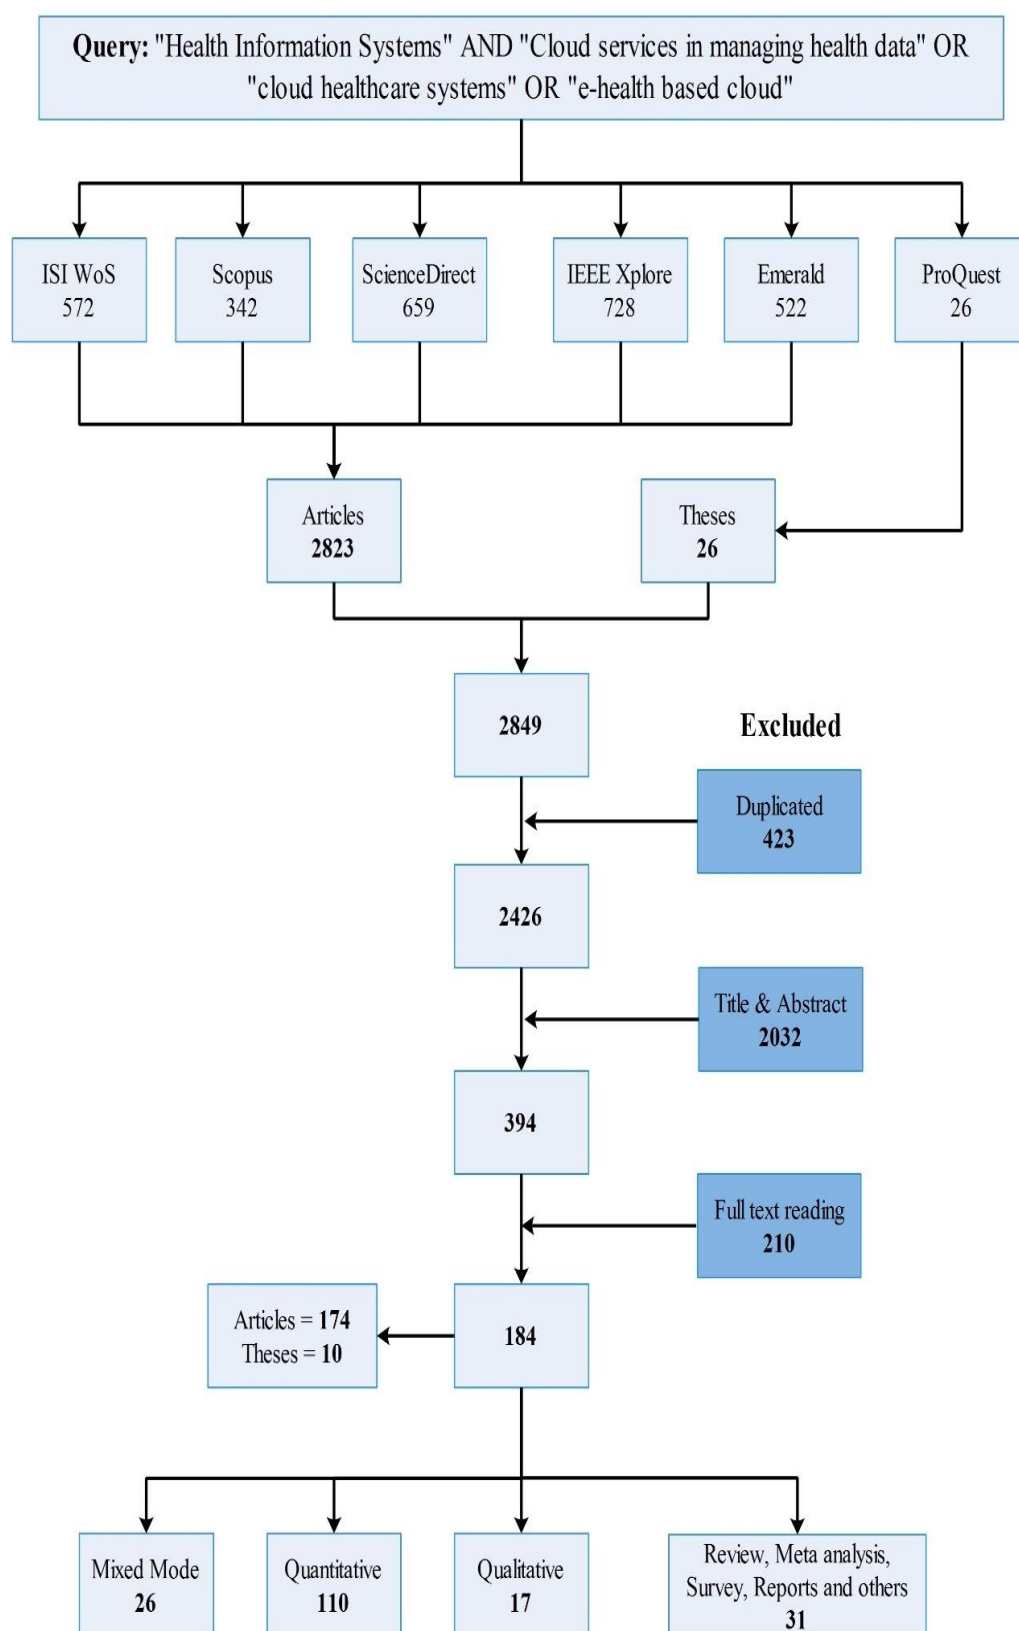 Query: "Health Information Systems" AND "Cloud services in managing health data" OR
"cloud healthcare systems" OR "e-health based cloud"
ISI WoS
572
Scopus
342
ScienceDirect
659
IEEE Xplore
728
Emerald
522
ProQuest
26
Articles
2823
Theses
26
2849
Excluded
Duplicated
423
2426
Title & Abstract
2032
394
Full text reading
210
Articles = 174
Theses = 10
184
Mixed Mode
26
Quantitative
110
Qualitative
17
Review, Meta analysis,
Survey, Reports and others
31